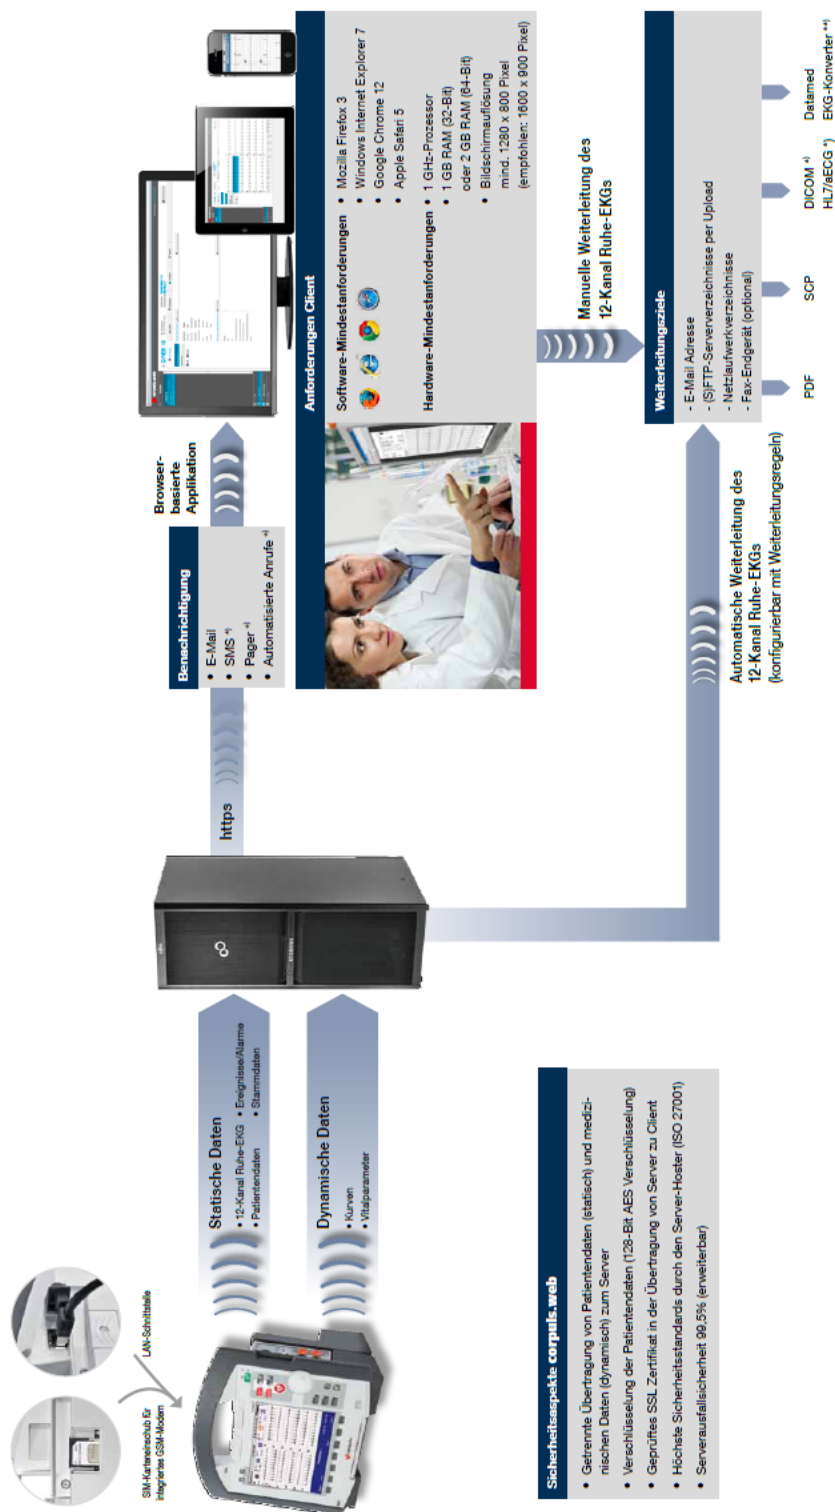 SIM-Karteneinschub für
integriertes GSM-Modem
LAN-Schnittstelle
Statische Daten
• 12-Kanal Ruhe-EKG • Ereignisse/Alarme
• Patientendaten • Stammdaten
Dynamische Daten
• Kurven
• Vitalparameter
https
Benachrichtigung
• E-Mail
• SMS *)
• Pager *)
• Automatisierte Anrufe *)
Browser-
basierte
Applikation
Anforderungen Client
Software-Mindestanforderungen
• Mozilla Firefox 3
• Windows Internet Explorer 7
• Google Chrome 12
• Apple Safari 5
Hardware-Mindestanforderungen
• 1 GHz-Prozessor
• 1 GB RAM (32-Bit)
oder 2 GB RAM (64-Bit)
• Bildschirmauflösung
mind. 1280 x 800 Pixel
(empfohlen: 1600 x 900 Pixel)
Manuelle Weiterleitung des
12-Kanal Ruhe-EKGs
Automatische Weiterleitung des
12-Kanal Ruhe-EKGs
(konfigurierbar mit Weiterleitungsregeln)
Weiterleitungsziele
- E-Mail Adresse
- (S)FTP-Serververzeichnisse per Upload
- Netzlaufwerkverzeichnisse
- Fax-Endgerät (optional)
PDF
SCP
DICOM *)
HL7/aECG *)
Datamed
EKG-Konverter **)
Sicherheitsaspekte corpuls.web
• Getrennte Übertragung von Patientendaten (statisch) und medizi-
nischen Daten (dynamisch) zum Server
• Verschlüsselung der Patientendaten (128-Bit AES Verschlüsselung)
• Geprüftes SSL Zertifikat in der Übertragung von Server zu Client
• Höchste Sicherheitsstandards durch den Server-Hoster (ISO 27001)
• Serverausfallsicherheit 99,5% (erweiterbar)